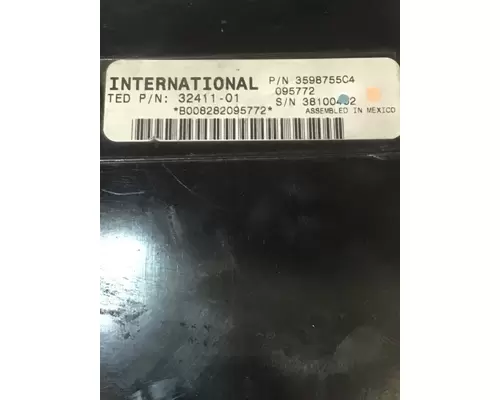 INTERNATIONAL P/N 3598755C4
TED P/N: 32411-01 095772
*B008282095772* S/N 38100402
ASSEMBLED IN MEXICO